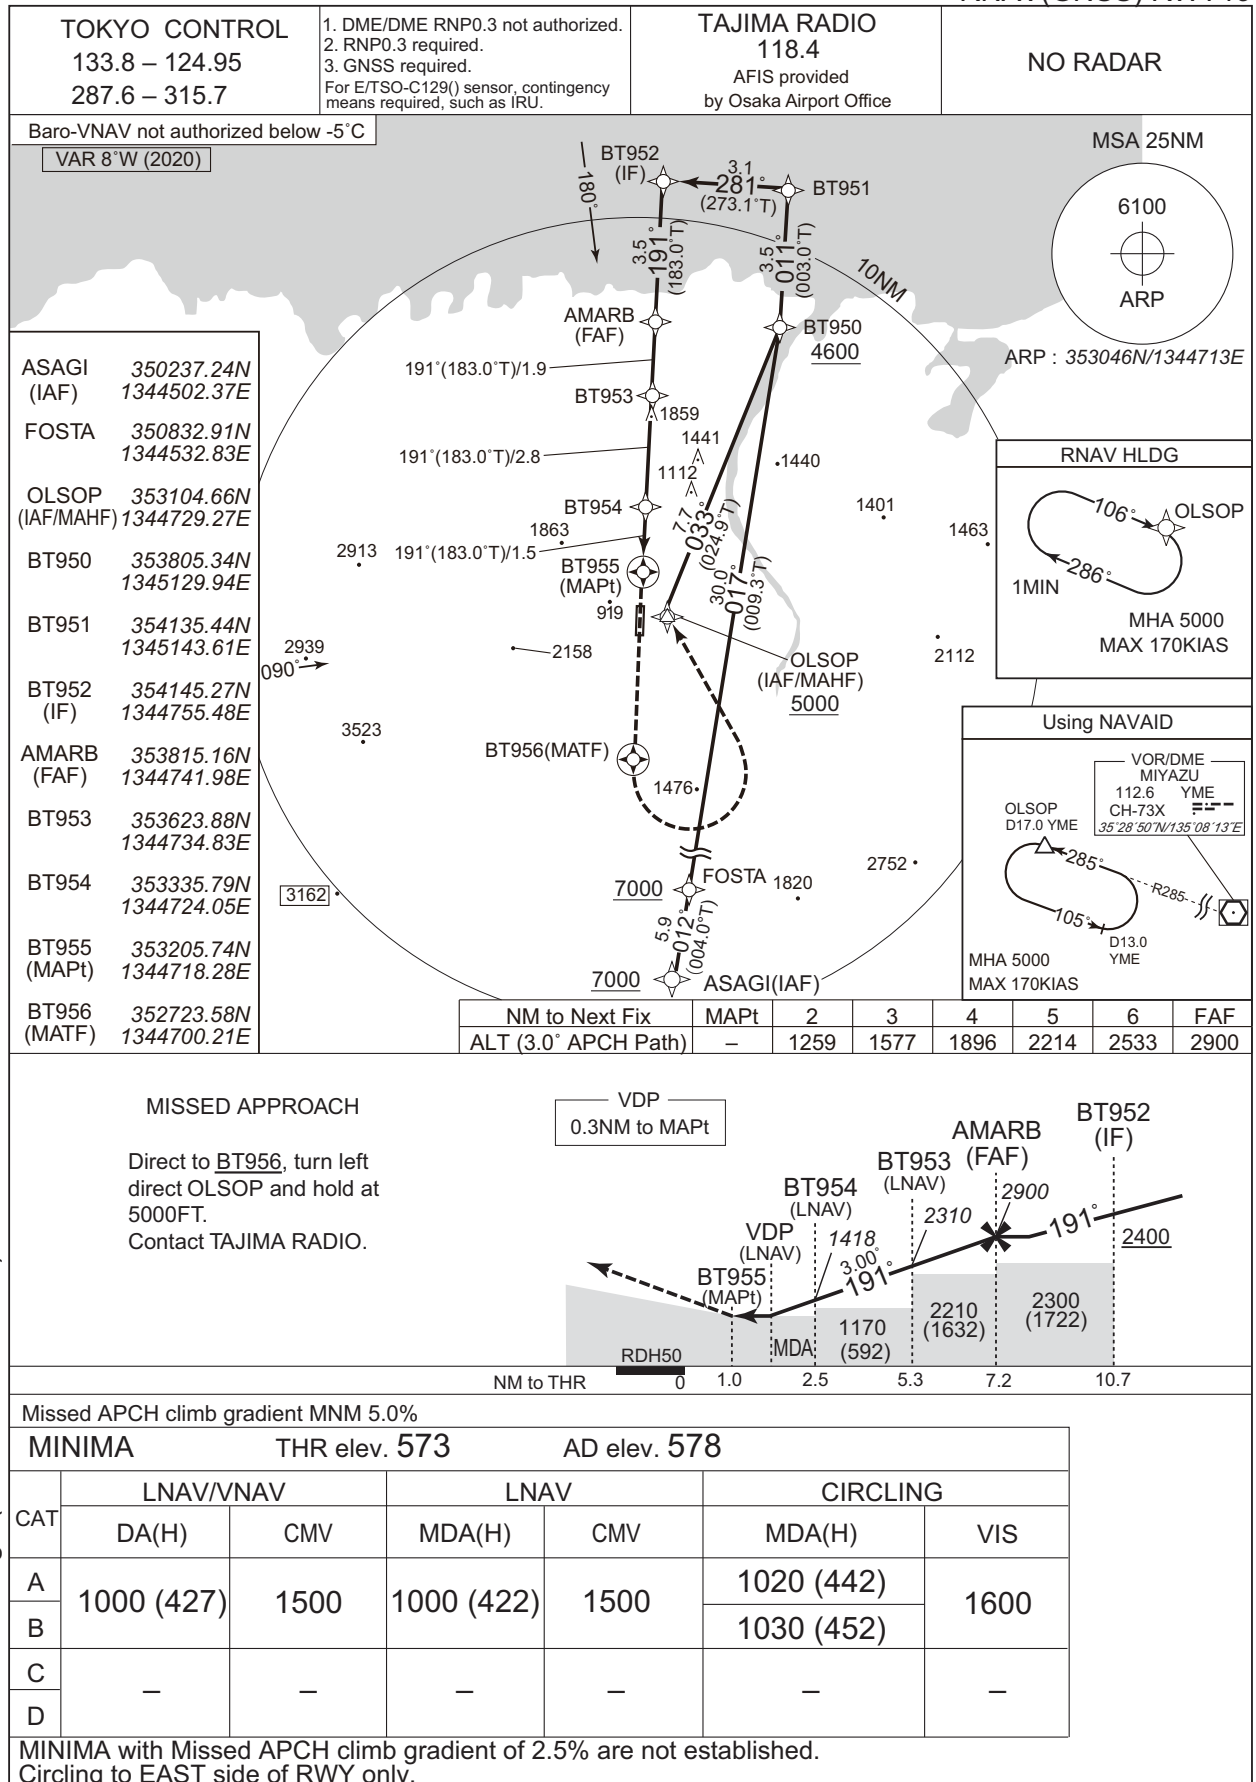 TOKYO CONTROL
133.8 – 124.95
287.6 – 315.7
1. DME/DME RNP0.3 not authorized.
2. RNP0.3 required.
3. GNSS required.
For E/TSO-C129() sensor, contingency
means required, such as IRU.
TAJIMA RADIO
118.4
AFIS provided
by Osaka Airport Office
NO RADAR
Baro-VNAV not authorized below -5˚C
VAR 8˚W (2020)
MSA 25NM
6100
ARP
ARP : 353046N/1344713E
180˚
BT952
(IF)
3.1
281˚
(273.1˚T)
BT951
3.5
191˚
(183.0˚T)
3.5
011˚
(003.0˚T)
10NM
AMARB
(FAF)
BT950
4600
191˚(183.0˚T)/1.9
BT953
1859
1441
191˚(183.0˚T)/2.8
1112
1440
BT954
1401
1863
1463
2913
191˚(183.0˚T)/1.5
7.7
033˚
(024.9˚T)
BT955
(MAPt)
30.0
017˚
(009.3˚T)
919
2939
090˚
2158
OLSOP
(IAF/MAHF)
5000
2112
3523
BT956(MATF)
1476
2752
FOSTA
7000
1820
3162
5.9
012˚
(004.0˚T)
7000
ASAGI(IAF)
ASAGI
(IAF)
350237.24N
1344502.37E
FOSTA
350832.91N
1344532.83E
OLSOP
(IAF/MAHF)
353104.66N
1344729.27E
BT950
353805.34N
1345129.94E
BT951
354135.44N
1345143.61E
BT952
(IF)
354145.27N
1344755.48E
AMARB
(FAF)
353815.16N
1344741.98E
BT953
353623.88N
1344734.83E
BT954
353335.79N
1344724.05E
BT955
(MAPt)
353205.74N
1344718.28E
BT956
(MATF)
352723.58N
1344700.21E
RNAV HLDG
106˚
OLSOP
286˚
1MIN
MHA 5000
MAX 170KIAS
Using NAVAID
VOR/DME
MIYAZU
112.6 YME
CH-73X
35˚28´50˝N/135˚08´13˝E
OLSOP
D17.0 YME
285˚
R285
105˚
D13.0
YME
MHA 5000
MAX 170KIAS
NM to Next Fix MAPt 2 3 4 5 6 FAF
ALT (3.0˚ APCH Path) – 1259 1577 1896 2214 2533 2900
MISSED APPROACH
Direct to BT956, turn left
direct OLSOP and hold at
5000FT.
Contact TAJIMA RADIO.
VDP
0.3NM to MAPt
BT952
(IF)
AMARB
(FAF)
BT953
(LNAV)
BT954
(LNAV)
VDP
(LNAV)
BT955
(MAPt)
2900
2310
1418
3.00˚
191˚
191˚
2400
2300
(1722)
2210
(1632)
1170
(592)
MDA
RDH50
NM to THR 0 1.0 2.5 5.3 7.2 10.7
Missed APCH climb gradient MNM 5.0%
MINIMA THR elev. 573 AD elev. 578
CAT LNAV/VNAV LNAV CIRCLING
DA(H) CMV MDA(H) CMV MDA(H) VIS
A 1000 (427) 1500 1000 (422) 1500 1020 (442) 1600
B 1030 (452)
C – – – – – –
D
MINIMA with Missed APCH climb gradient of 2.5% are not established.
Circling to EAST side of RWY only.